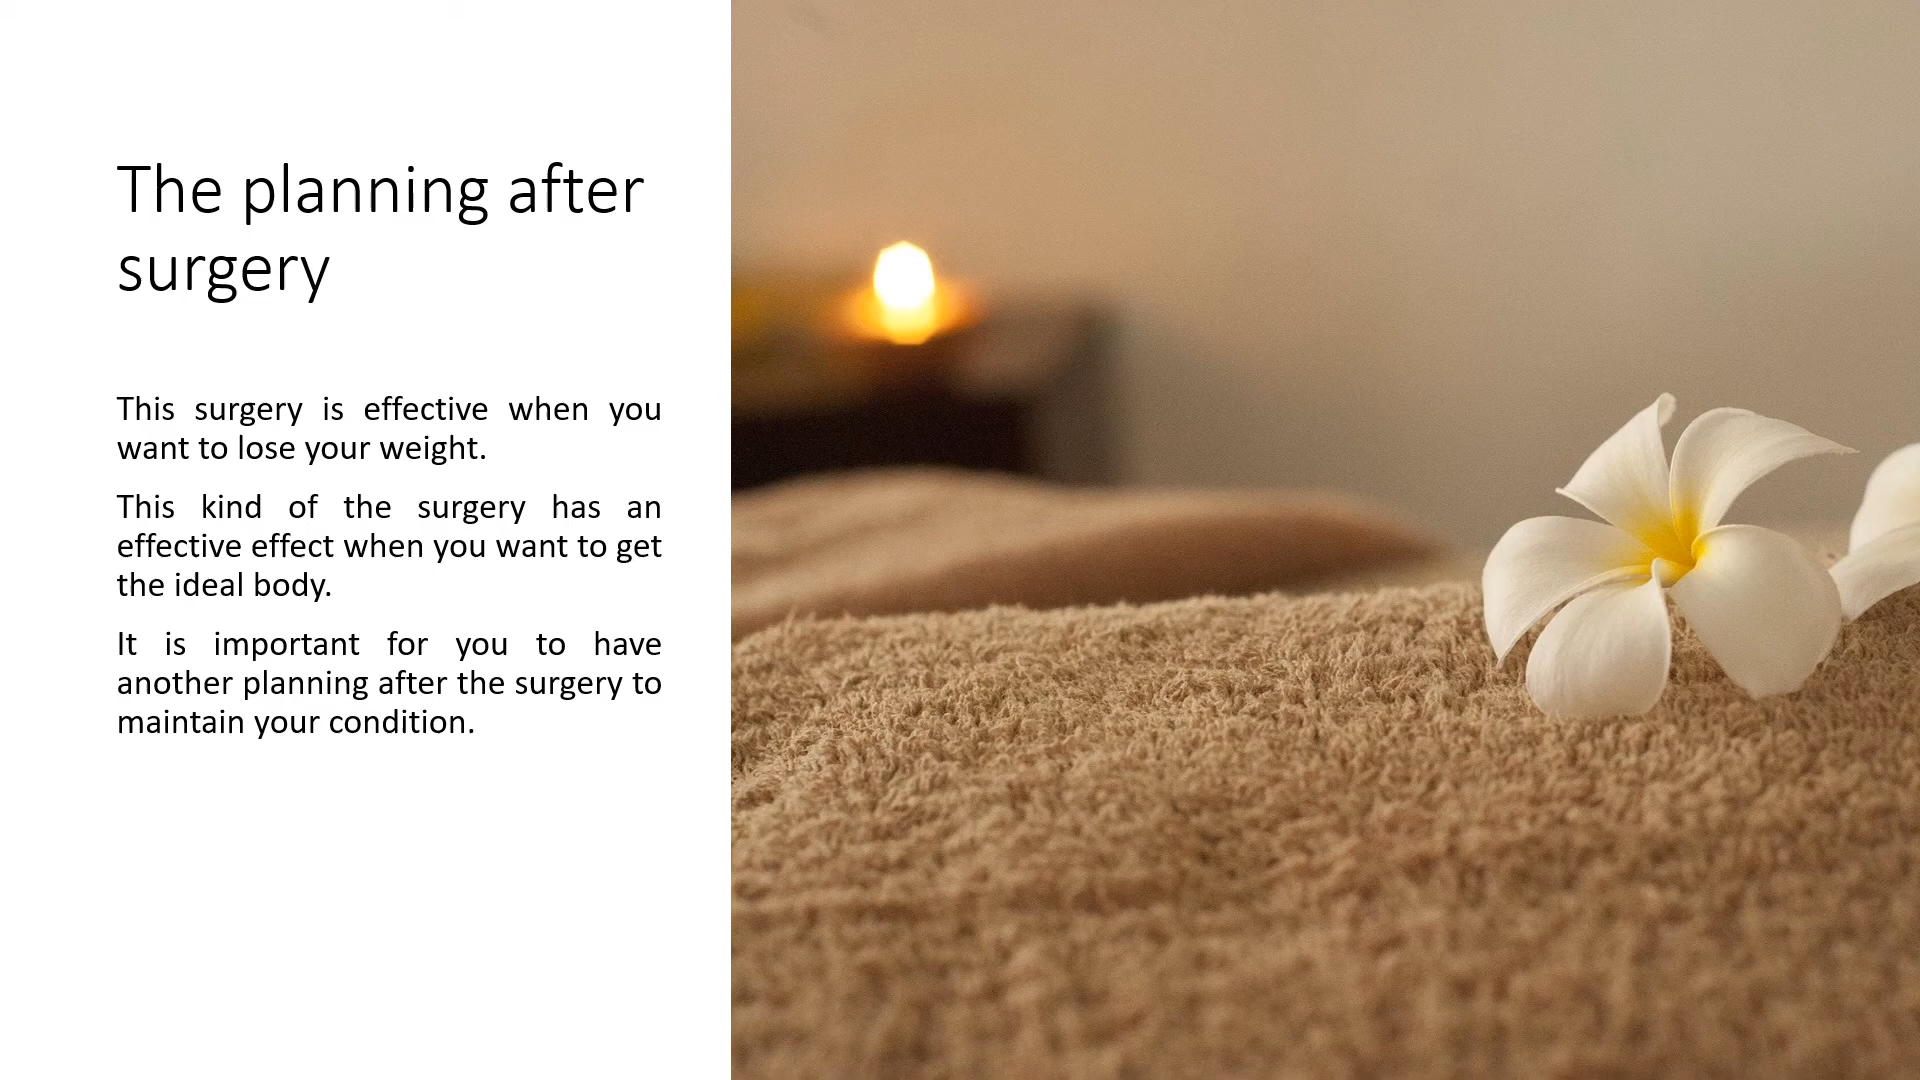 The planning after
surgery
This surgery is effective when you
want to lose your weight.
This kind of the surgery has an
effective effect when you want to get
the ideal body.
It is important for you to have
another planning after the surgery to
maintain your condition.